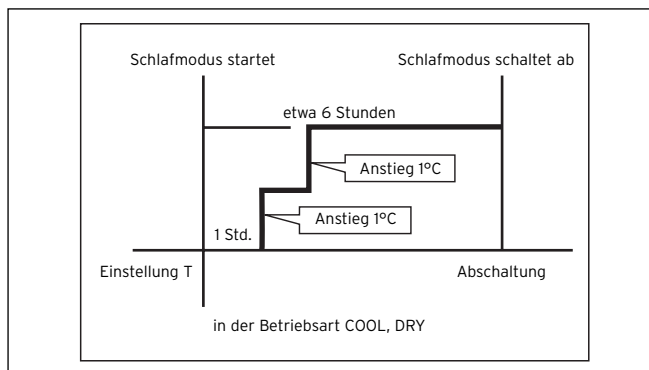 Schlafmodus startet
Schlafmodus schaltet ab
etwa 6 Stunden
Anstieg 1°C
Anstieg 1°C
1 Std.
Einstellung T
Abschaltung
in der Betriebsart COOL, DRY